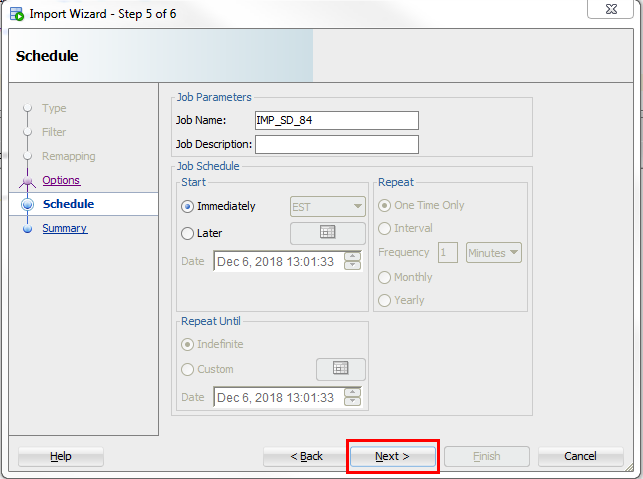 Import Wizard - Step 5 of 6
Schedule
Type
Filter
Remapping
Options
Schedule
Summary
Job Parameters
Job Name: IMP_SD_84
Job Description:
Job Schedule
Start
Immediately EST
Later
Date Dec 6, 2018 13:01:33
Repeat
One Time Only
Interval
Frequency 1 Minutes
Monthly
Yearly
Repeat Until
Indefinite
Custom
Date Dec 6, 2018 13:01:33
Help < Back Next > Finish Cancel